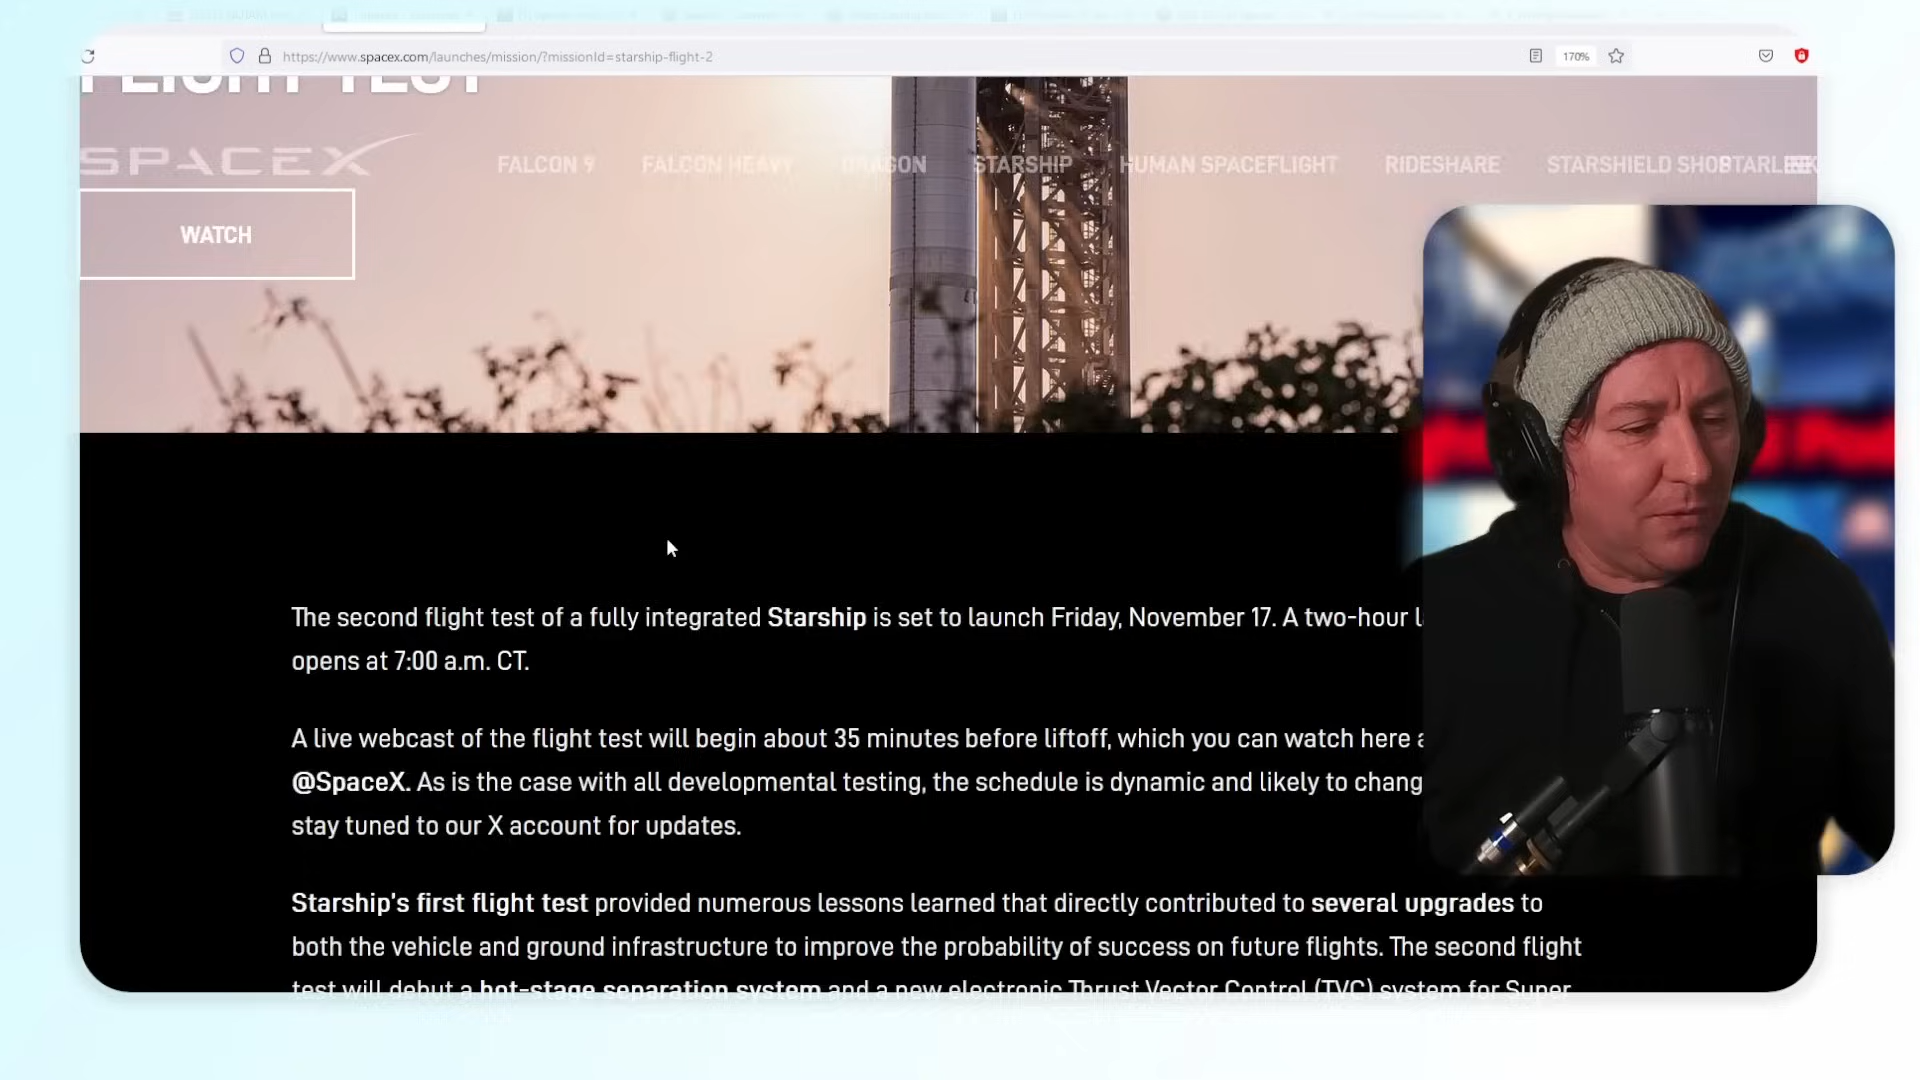 https://www.spacex.com/launches/mission/?missionId=starship-flight-2
170%
FLIGHT TEST
SPACEX
FALCON 9 FALCON HEAVY DRAGON STARSHIP HUMAN SPACEFLIGHT RIDESHARE STARSHIELD SHOP
WATCH
The second flight test of a fully integrated Starship is set to launch Friday, November 17. A two-hour
opens at 7:00 a.m. CT.
A live webcast of the flight test will begin about 35 minutes before liftoff, which you can watch here
@SpaceX. As is the case with all developmental testing, the schedule is dynamic and likely to
stay tuned to our X account for updates.
Starship's first flight test provided numerous lessons learned that directly contributed to several upgrades to
both the vehicle and ground infrastructure to improve the probability of success on future flights. The second flight
test will debut a hot-stage separation system and a new electronic Thrust Vector Control (TVC) system for Super